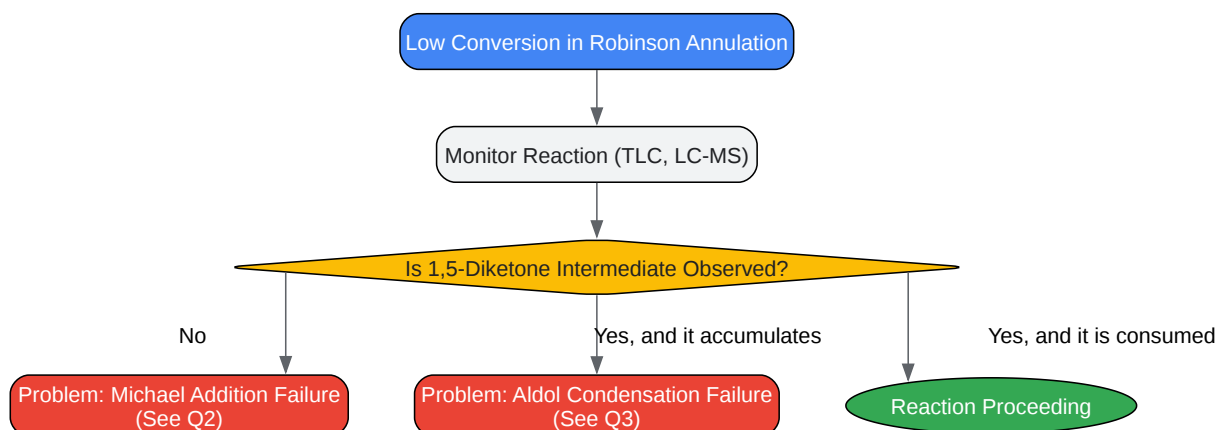 Low Conversion in Robinson Annulation
Monitor Reaction (TLC, LC-MS)
Is 1,5-Diketone Intermediate Observed?
No
Yes, and it accumulates
Yes, and it is consumed
Problem: Michael Addition Failure
(See Q2)
Problem: Aldol Condensation Failure
(See Q3)
Reaction Proceeding